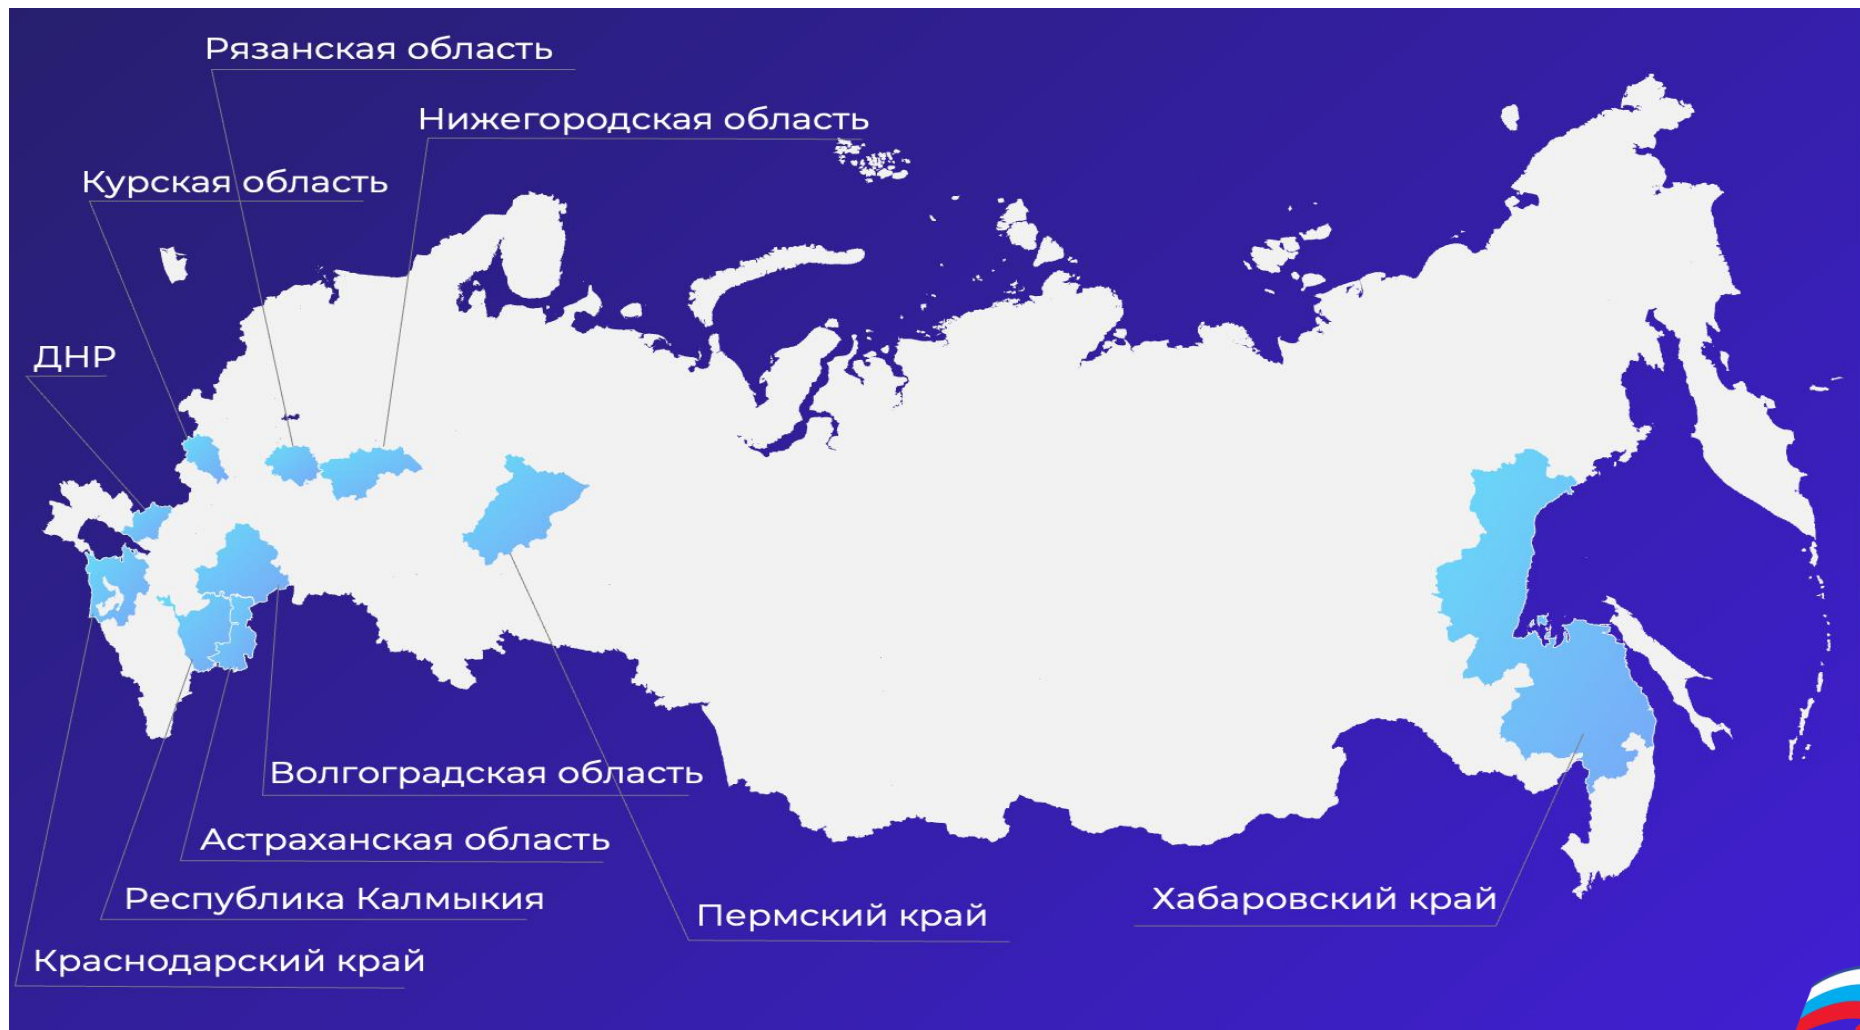 Рязанская область
Нижегородская область
Курская область
ДНР
Волгоградская область
Астраханская область
Республика Калмыкия
Пермский край
Хабаровский край
Краснодарский край